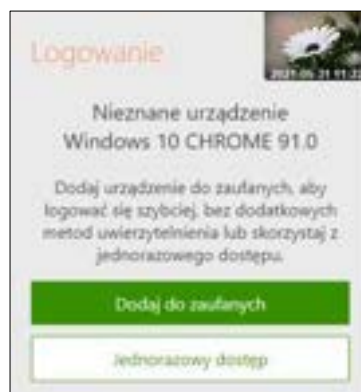 Logowanie
2021-05-31 01:22
Nieznane urządzenie
Windows 10 CHROME 91.0
Dodaj urządzenie do zaufanych, aby
logować się szybciej, bez dodatkowych
metod uwierzytelnienia lub skorzystaj z
jednorazowego dostępu.
Dodaj do zaufanych
Jednorazowy dostęp